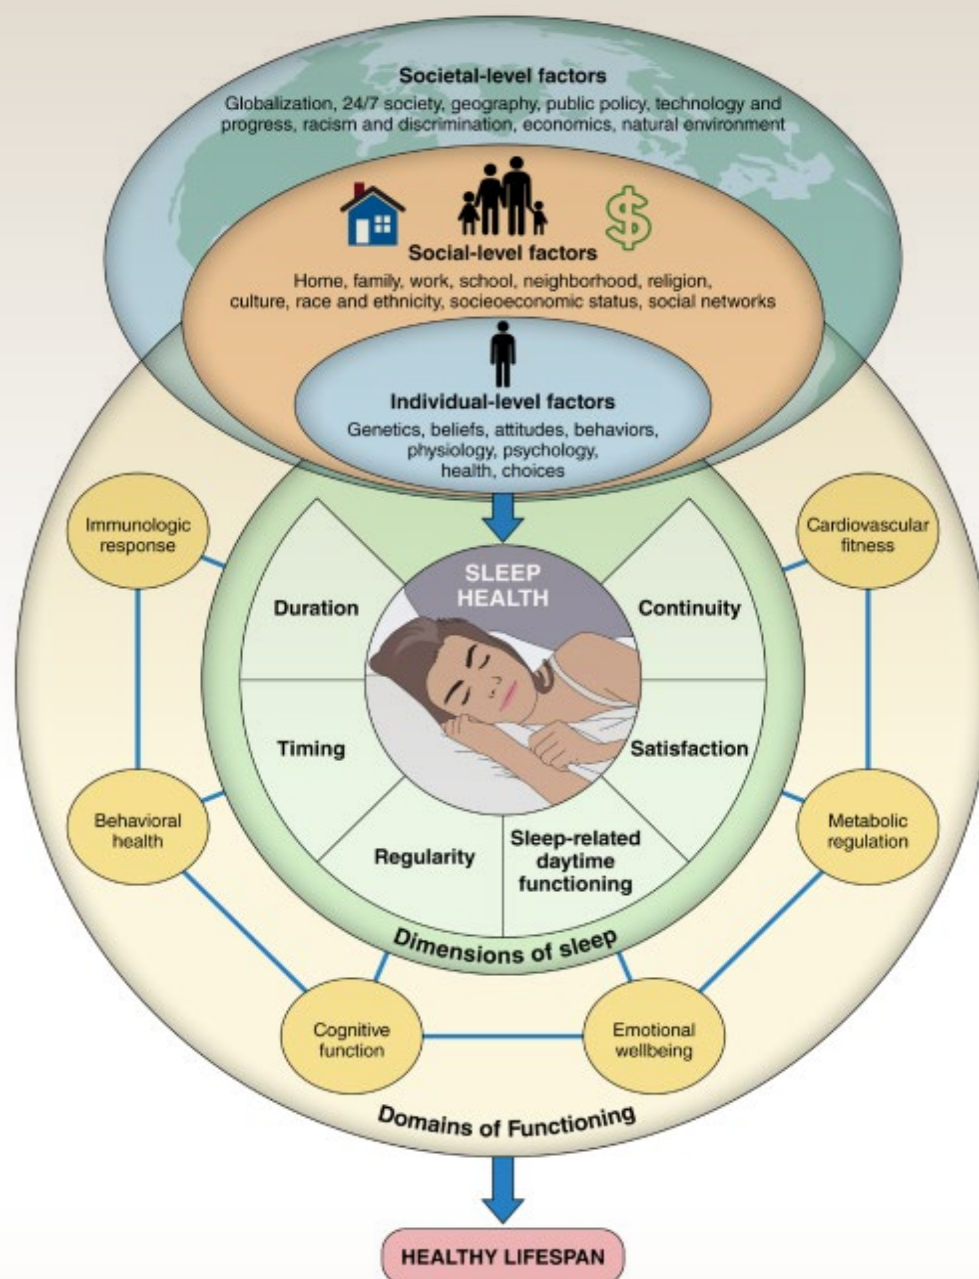 Societal-level factors
Globalization, 24/7 society, geography, public policy, technology and
progress, racism and discrimination, economics, natural environment
$
Social-level factors
Home, family, work, school, neighborhood, religion,
culture, race and ethnicity, socieoeconomic status, social networks
Individual-level factors
Genetics, beliefs, attitudes, behaviors,
physiology, psychology,
health, choices
Immunologic
response
Cardiovascular
fitness
SLEEP
HEALTH
Duration
Continuity
Timing
Satisfaction
Regularity
Sleep-related
daytime
functioning
Behavioral
health
Metabolic
regulation
Dimensions of sleep
Cognitive
function
Emotional
wellbeing
Domains of Functioning
HEALTHY LIFESPAN